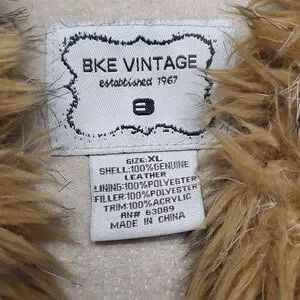 BKE VINTAGE
established 1967
SIZE:XL
SHELL:100%GENUINE
LEATHER
LINING:100%POLYESTER
FILLER:100%POLYESTER
TRIM:100%ACRYLIC
RN# 63089
MADE IN CHINA